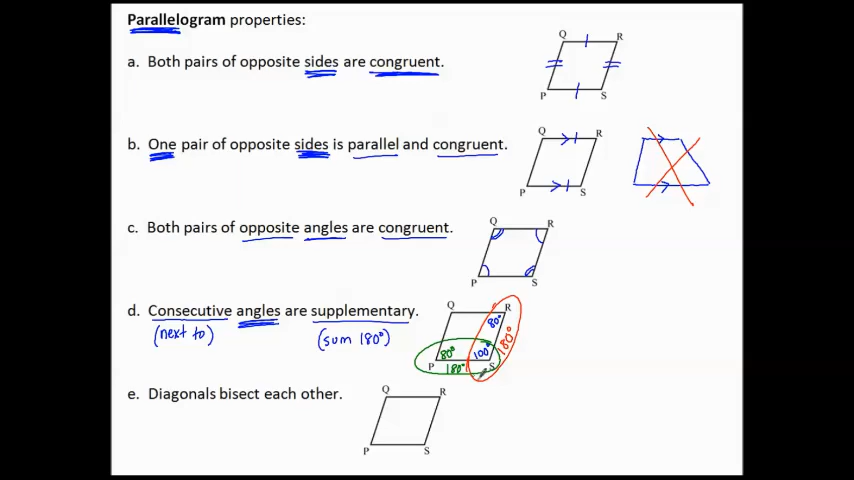 Parallelogram properties:
a. Both pairs of opposite sides are congruent.
Q R
P S
b. One pair of opposite sides is parallel and congruent.
Q R
P S
c. Both pairs of opposite angles are congruent.
Q R
P S
d. Consecutive angles are supplementary.
(next to) (sum 180°)
Q R
80°
180°
80° 100°
P 180° S
e. Diagonals bisect each other.
Q R
P S